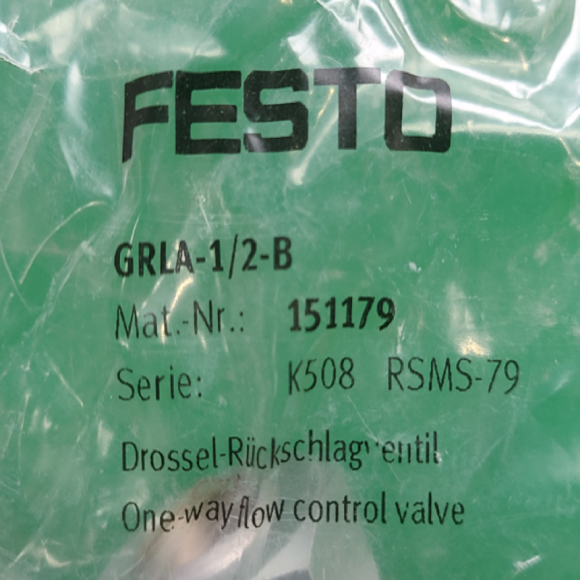 FESTO
GRLA-1/2-B
Mat.-Nr.: 151179
Serie: K508 RSMS-79
Drossel-Rückschlagventil
One-way flow control valve